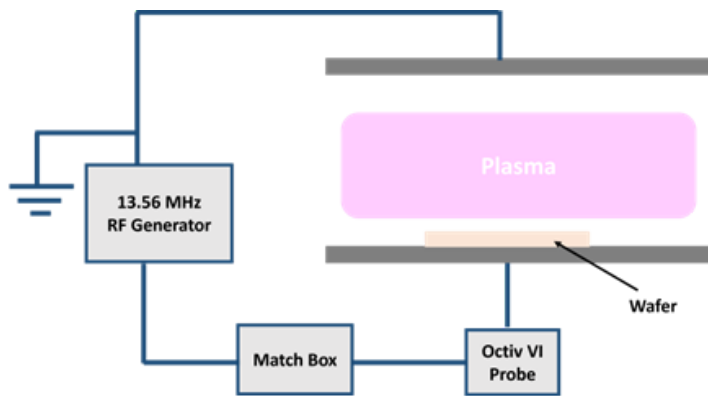 Plasma
13.56 MHz
RF Generator
Wafer
Match Box
Octiv VI
Probe